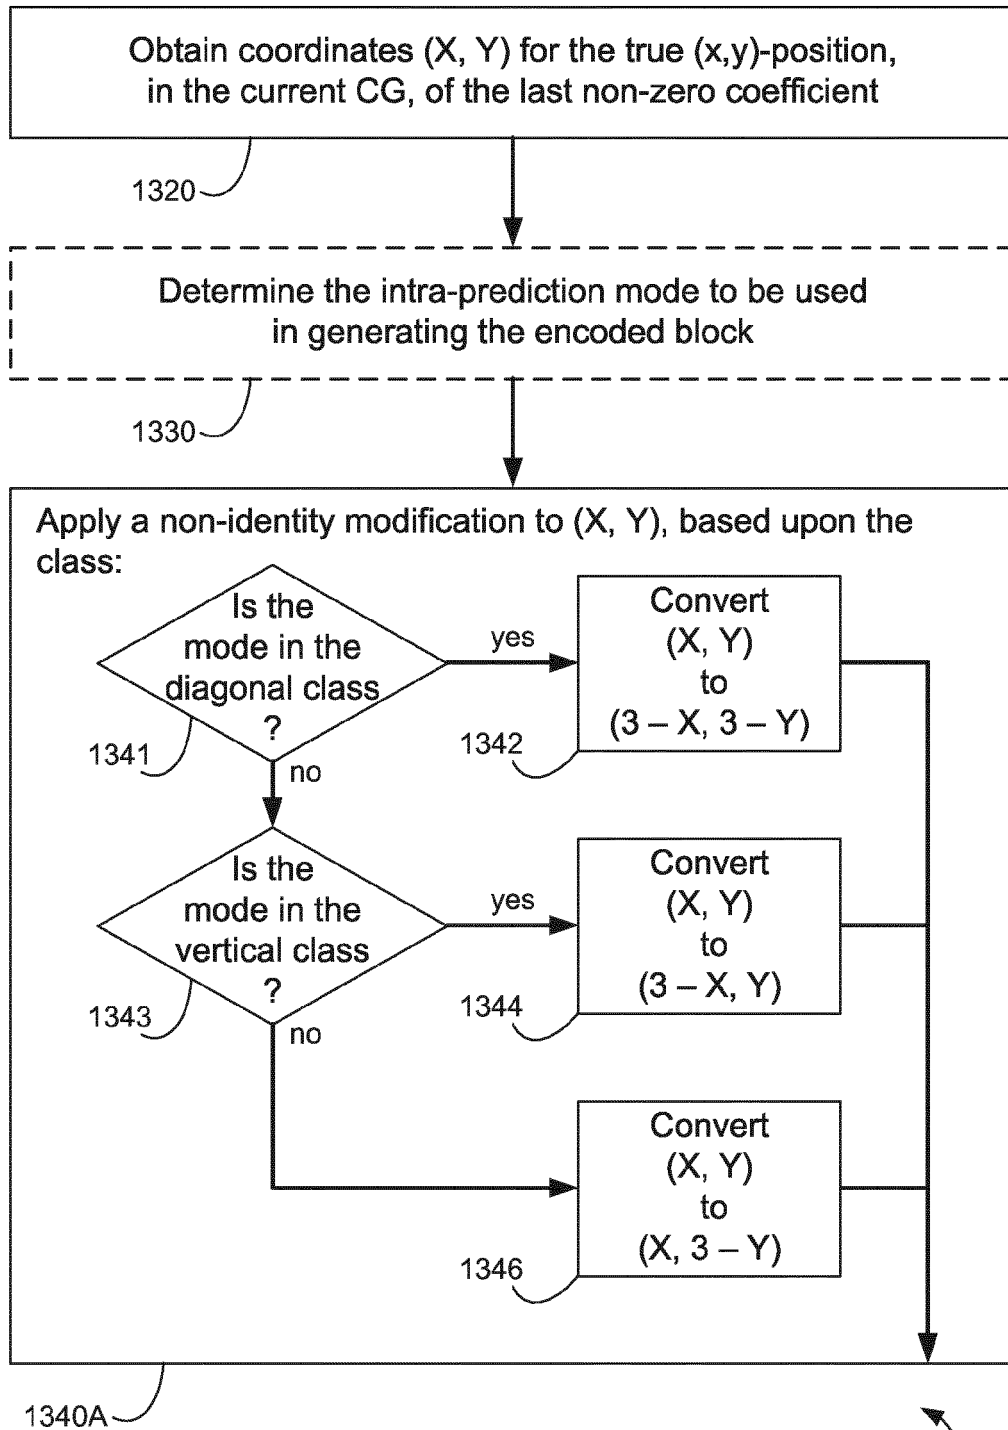 Obtain coordinates (X, Y) for the true (x,y)-position,
in the current CG, of the last non-zero coefficient
1320
Determine the intra-prediction mode to be used
in generating the encoded block
1330
Apply a non-identity modification to (X, Y), based upon the
class:
Is the
mode in the
diagonal class
?
1341
yes
no
Convert
(X, Y)
to
(3 – X, 3 – Y)
1342
Is the
mode in the
vertical class
?
1343
yes
no
Convert
(X, Y)
to
(3 – X, Y)
1344
Convert
(X, Y)
to
(X, 3 – Y)
1346
1340A